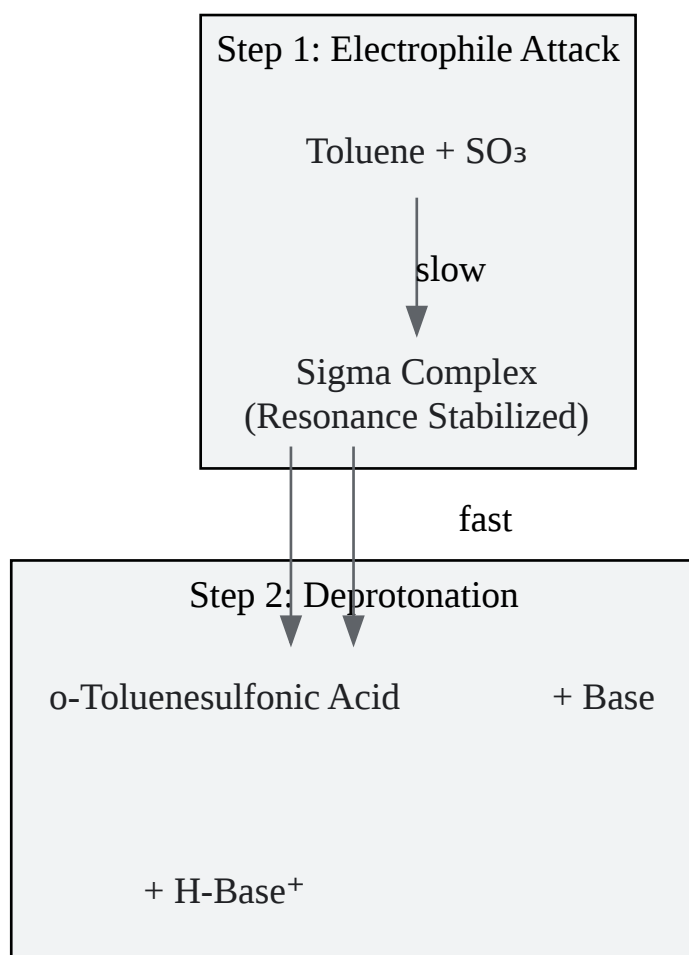 Step 1: Electrophile Attack
Toluene + SO₃
slow
Sigma Complex
(Resonance Stabilized)
fast
Step 2: Deprotonation
o-Toluenesulfonic Acid
+ Base
+ H-Base⁺